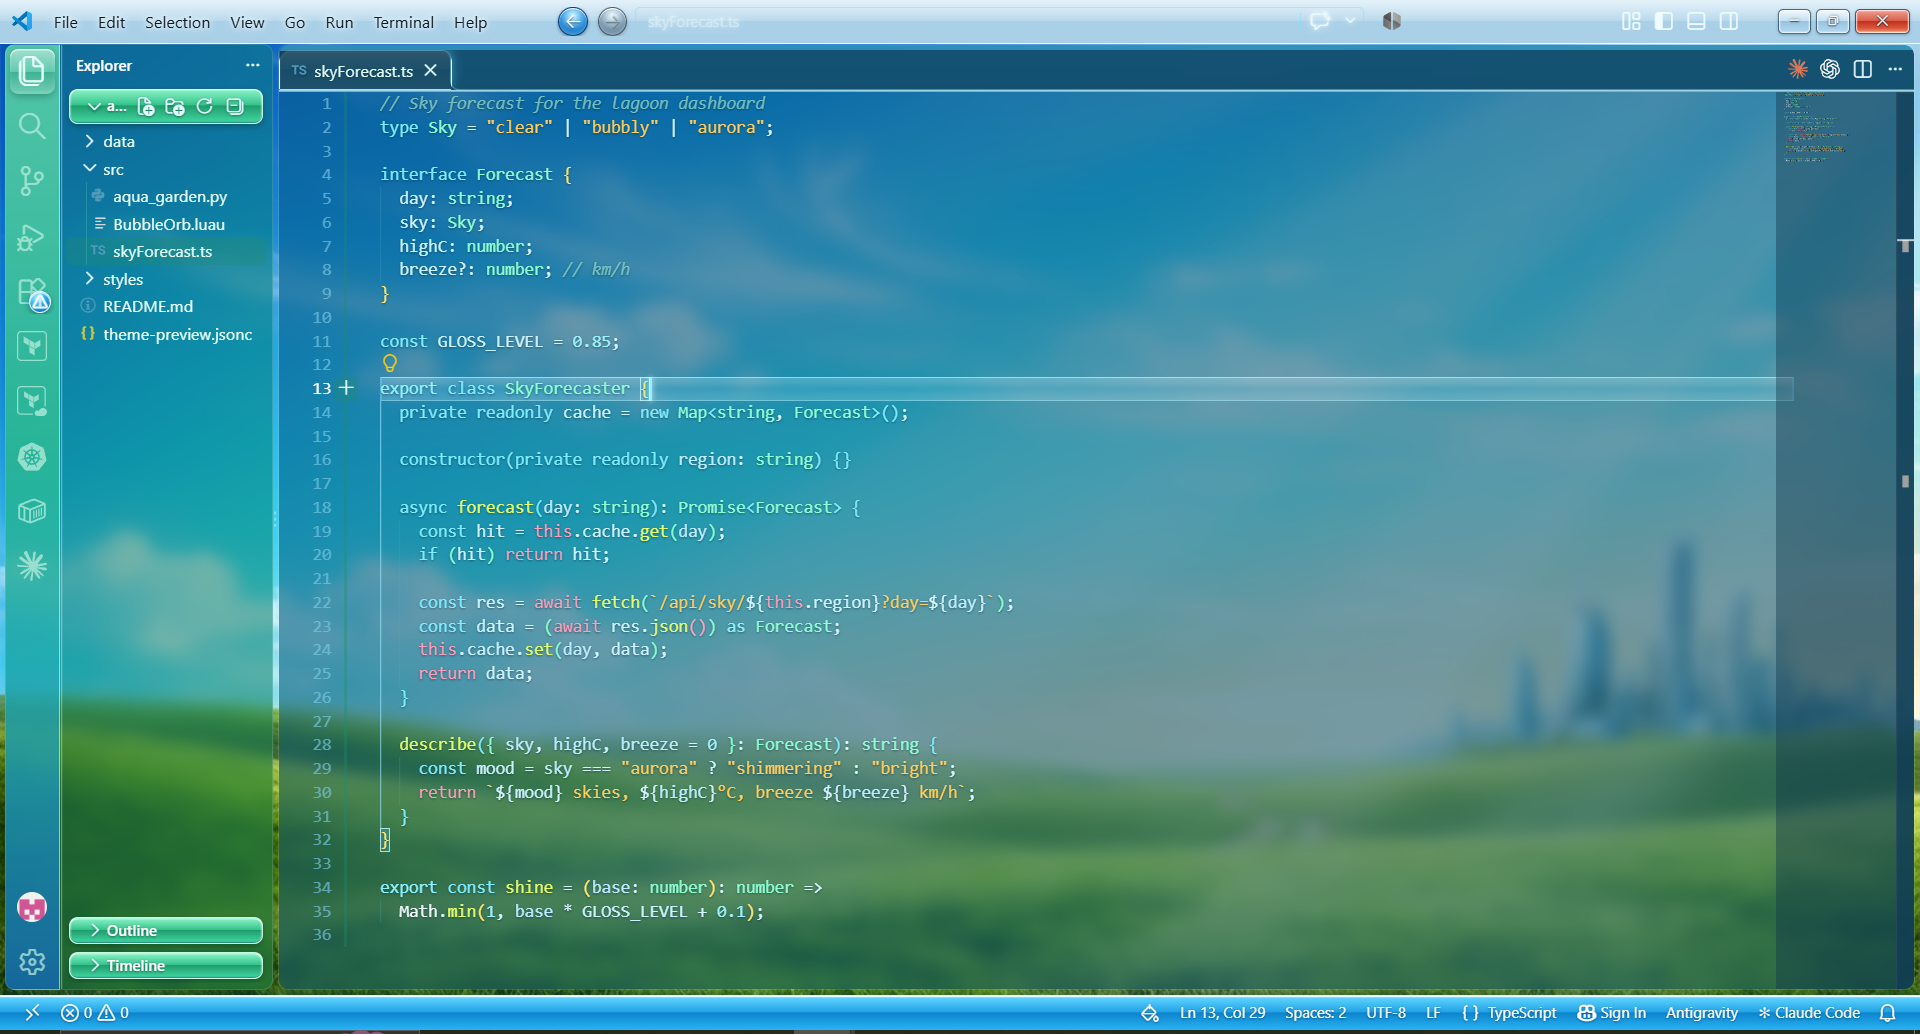 File Edit Selection View Go Run Terminal Help
skyForecast.ts
Explorer
a...
data
src
aqua_garden.py
BubbleOrb.luau
TS skyForecast.ts
styles
README.md
{} theme-preview.jsonc
Outline
Timeline
TS skyForecast.ts
1 // Sky forecast for the lagoon dashboard
2 type Sky = "clear" | "bubbly" | "aurora";
3
4 interface Forecast {
5 day: string;
6 sky: Sky;
7 highC: number;
8 breeze?: number; // km/h
9 }
10
11 const GLOSS_LEVEL = 0.85;
12
13 export class SkyForecaster {
14 private readonly cache = new Map<string, Forecast>();
15
16 constructor(private readonly region: string) {}
17
18 async forecast(day: string): Promise<Forecast> {
19 const hit = this.cache.get(day);
20 if (hit) return hit;
21
22 const res = await fetch(`/api/sky/${this.region}?day=${day}`);
23 const data = (await res.json()) as Forecast;
24 this.cache.set(day, data);
25 return data;
26 }
27
28 describe({ sky, highC, breeze = 0 }: Forecast): string {
29 const mood = sky === "aurora" ? "shimmering" : "bright";
30 return `${mood} skies, ${highC}°C, breeze ${breeze} km/h`;
31 }
32 }
33
34 export const shine = (base: number): number =>
35 Math.min(1, base * GLOSS_LEVEL + 0.1);
36
0 0 Ln 13, Col 29 Spaces: 2 UTF-8 LF {} TypeScript Sign In Antigravity Claude Code